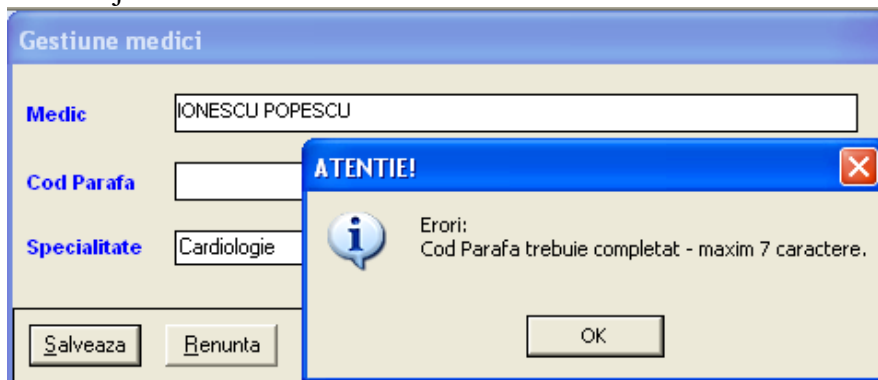 Gestiune medici
Medic
IONESCU POPESCU
Cod Parafa
Specialitate
Cardiologie
Salveaza
Renunta
ATENTIE!
Erori:
Cod Parafa trebuie completat - maxim 7 caractere.
OK